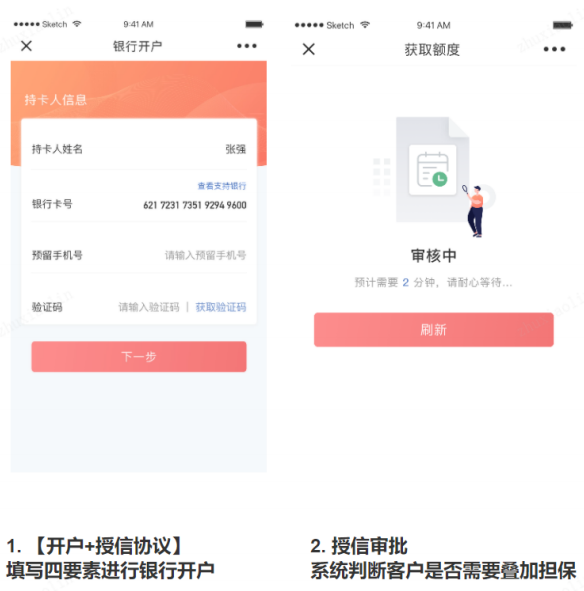 Sketch 9:41 AM
银行开户
持卡人信息
持卡人姓名 张强
查看支持银行
银行卡号 621 7231 7351 9294 9600
预留手机号 请输入预留手机号
验证码 请输入验证码 | 获取验证码
下一步
1. 【开户+授信协议】
填写四要素进行银行开户
Sketch 9:41 AM
获取额度
审核中
预计需要 2 分钟，请耐心等待...
刷新
2. 授信审批
系统判断客户是否需要叠加担保